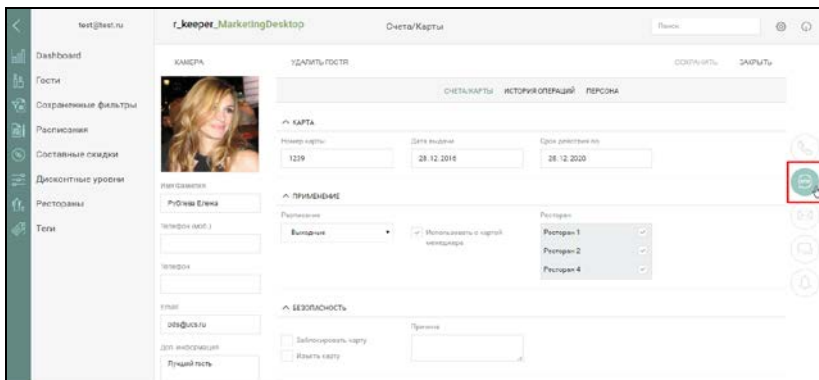 test@test.ru
r_keeper_MarketingDesktop
Счета/Карты
Поиск
Dashboard
Гости
Сохраненные фильтры
Расписания
Составные скидки
Дисконтные уровни
Рестораны
Теги
КАМЕРА
УДАЛИТЬ ГОСТЯ
СОХРАНИТЬ
ЗАКРЫТЬ
СЧЕТА/КАРТЫ ИСТОРИЯ ОПЕРАЦИЙ ПЕРСОНА
КАРТА
Номер карты
Дата выдачи
Срок действия по
1239
28.12.2016
28.12.2020
Имя Фамилия
Рублева Елена
Телефон (моб.)
Телефон
Email
ods@ucs.ru
Доп. информация
Лучший гость
ПРИМЕНЕНИЕ
Расписание
Выходные
Использовать с картой
менеджера
Ресторан
Ресторан 1
Ресторан 2
Ресторан 4
БЕЗОПАСНОСТЬ
Заблокировать карту
Изъять карту
Причина